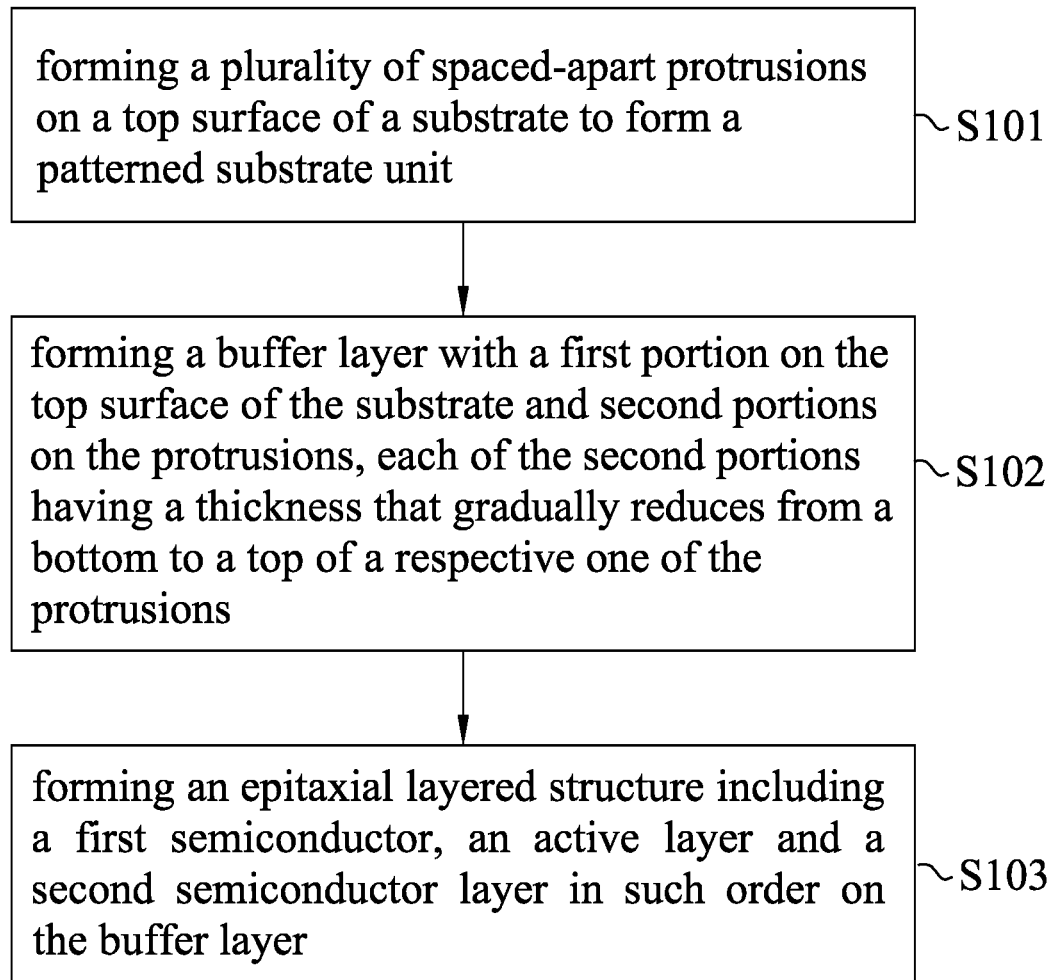 forming a plurality of spaced-apart protrusions
on a top surface of a substrate to form a
patterned substrate unit
S101
forming a buffer layer with a first portion on the
top surface of the substrate and second portions
on the protrusions, each of the second portions
having a thickness that gradually reduces from a
bottom to a top of a respective one of the
protrusions
S102
forming an epitaxial layered structure including
a first semiconductor, an active layer and a
second semiconductor layer in such order on
the buffer layer
S103